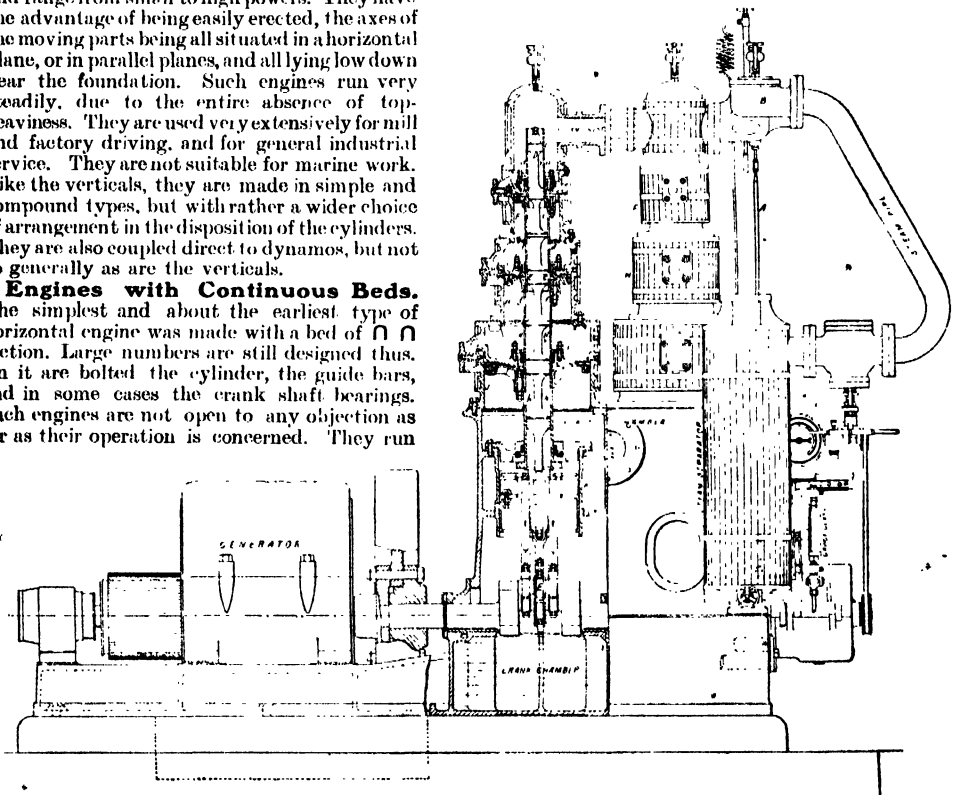 range from small to high powers. They have
the advantage of being easily erected, the axes of
the moving parts being all situated in a horizontal
plane, or in parallel planes, and all lying low down
near the foundation. Such engines run very
steadily, due to the entire absence of top-
heaviness. They are used very extensively for mill
and factory driving, and for general industrial
service. They are not suitable for marine work.
Like the verticals, they are made in simple and
compound types, but with rather a wider choice
of arrangement in the disposition of the cylinders.
They are also coupled direct to dynamos, but not
so generally as are the verticals.
Engines with Continuous Beds.
The simplest and about the earliest type of
horizontal engine was made with a bed of ∩ ∩
section. Large numbers are still designed thus.
On it are bolted the cylinder, the guide bars,
and in some cases the crank shaft bearings.
Such engines are not open to any objection as
far as their operation is concerned. They run
GENERATOR
CRANK CHAMBER
B
A